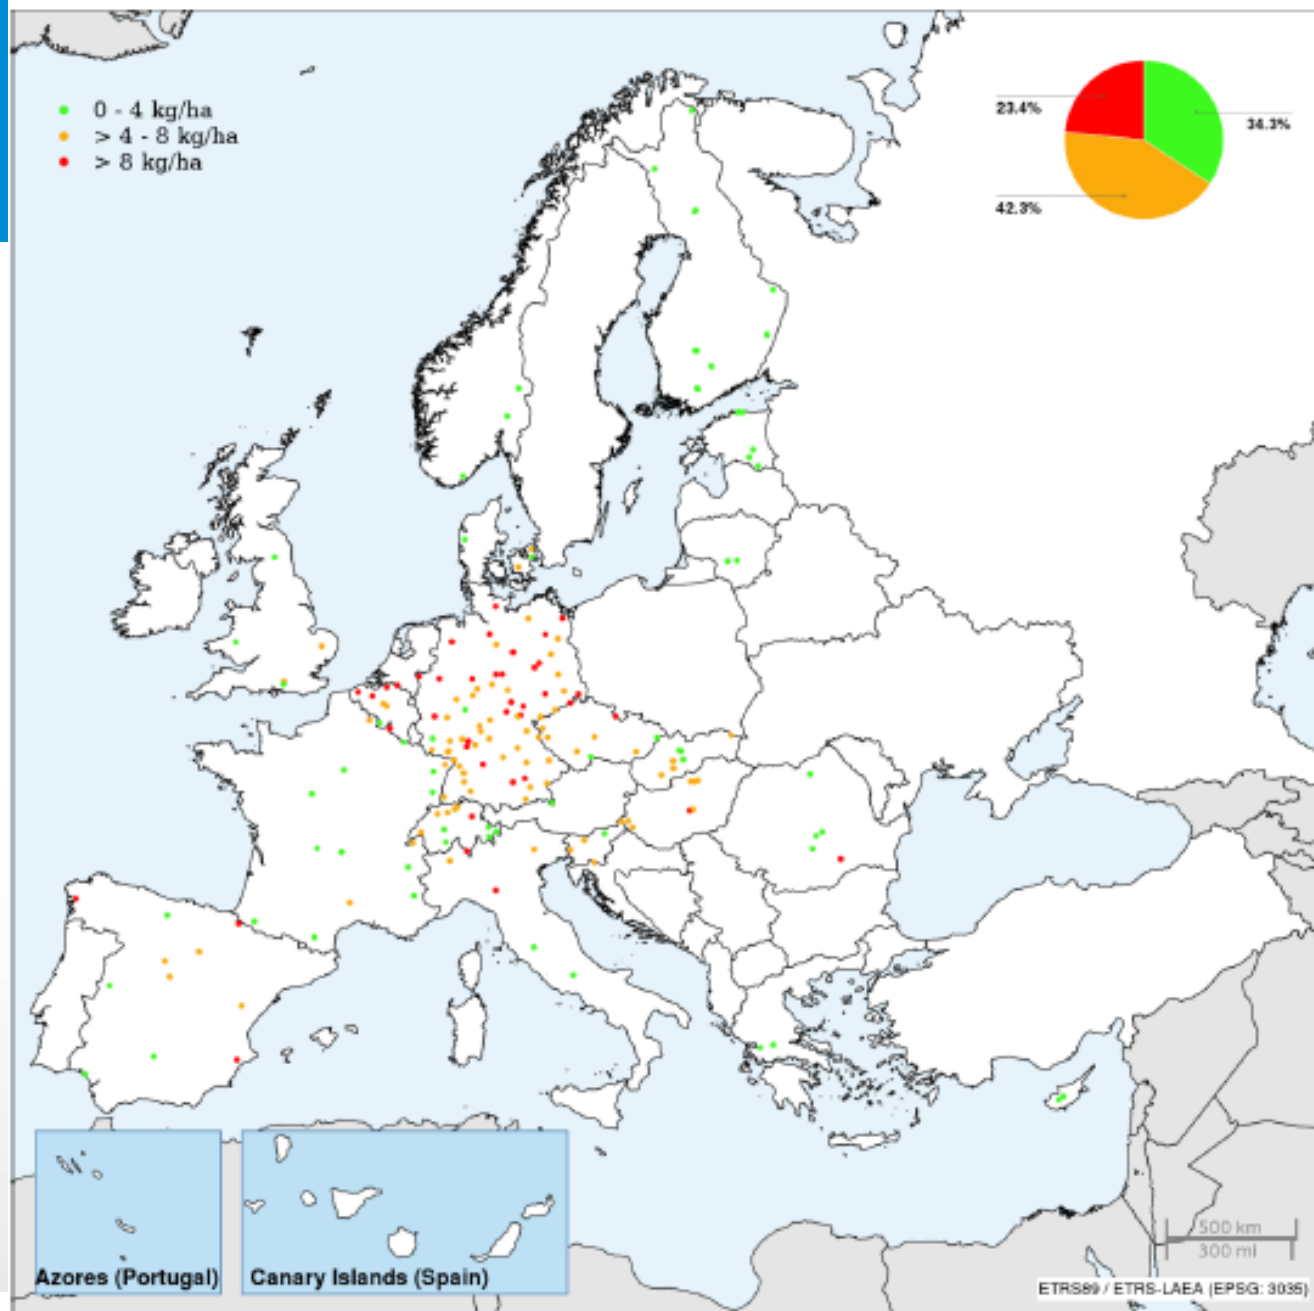 0 - 4 kg/ha
> 4 - 8 kg/ha
> 8 kg/ha
23.4%
34.3%
42.3%
500 km
300 mi
Azores (Portugal)
Canary Islands (Spain)
ETRS89 / ETRS-LAEA (EPSG: 3035)